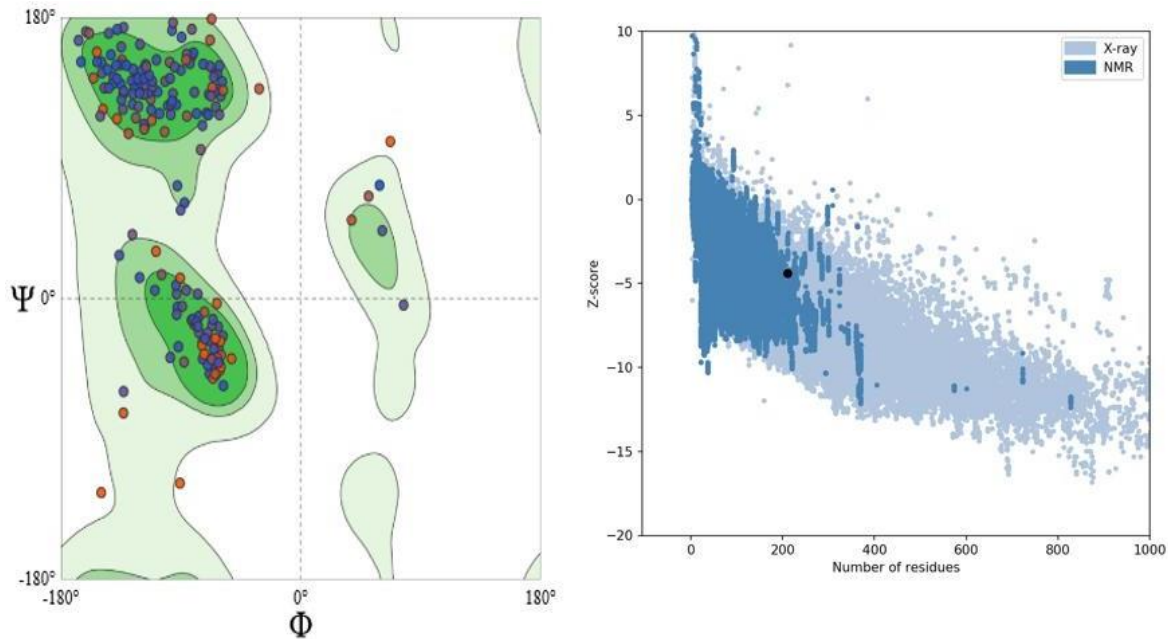 180°
Ψ 0°
-180°
-180° 0° 180°
Φ
10
5
0
−5
−10
−15
−20
Z-score
X-ray
NMR
0 200 400 600 800 1000
Number of residues